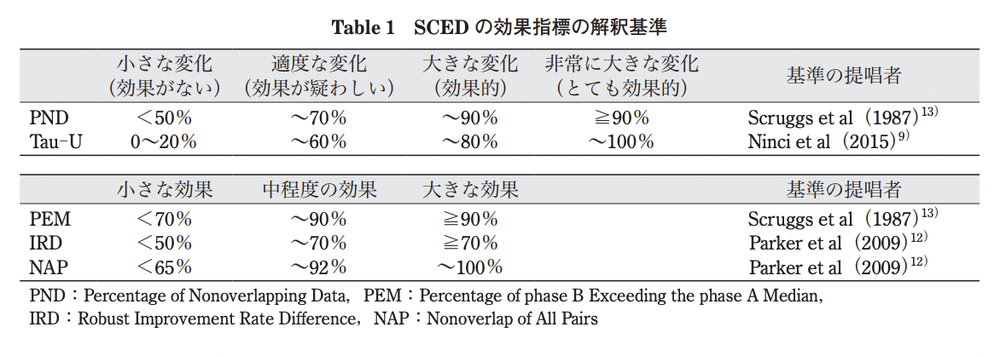 Table 1　SCED の効果指標の解釈基準
小さな変化 適度な変化 大きな変化 非常に大きな変化 基準の提唱者
（効果がない） （効果が疑わしい） （効果的） （とても効果的）
PND ＜50% 〜70% 〜90% ≧90% Scruggs et al（1987）13)
Tau-U 0〜20% 〜60% 〜80% 〜100% Ninci et al（2015）9)
小さな効果 中程度の効果 大きな効果 基準の提唱者
PEM ＜70% 〜90% ≧90% Scruggs et al（1987）13)
IRD ＜50% 〜70% ≧70% Parker et al（2009）12)
NAP ＜65% 〜92% 〜100% Parker et al（2009）12)
PND：Percentage of Nonoverlapping Data，PEM：Percentage of phase B Exceeding the phase A Median，
IRD：Robust Improvement Rate Difference，NAP：Nonoverlap of All Pairs